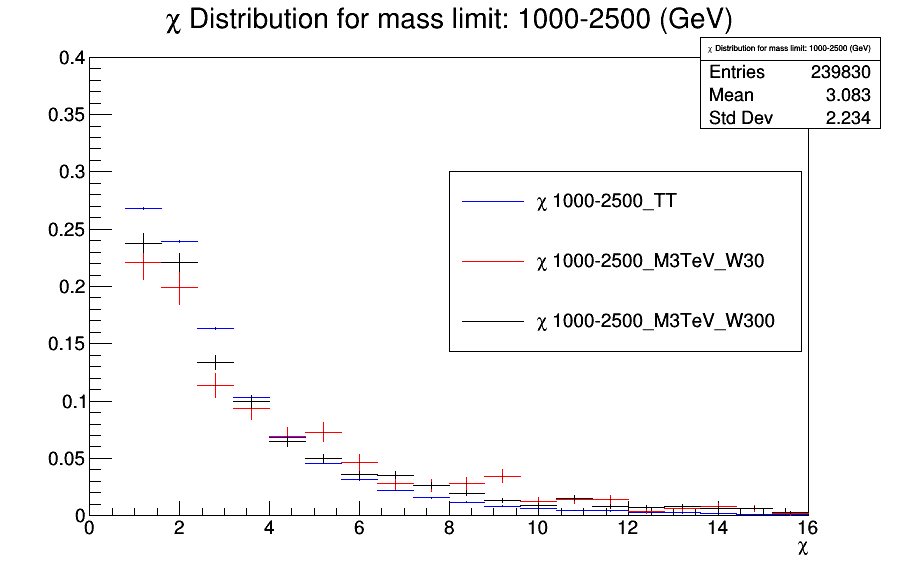 χ Distribution for mass limit: 1000-2500 (GeV)
χ Distribution for mass limit: 1000-2500 (GeV)
Entries 239830
Mean 3.083
Std Dev 2.234
χ 1000-2500_TT
χ 1000-2500_M3TeV_W30
χ 1000-2500_M3TeV_W300
0.4
0.35
0.3
0.25
0.2
0.15
0.1
0.05
0
0 2 4 6 8 10 12 14 16
χ